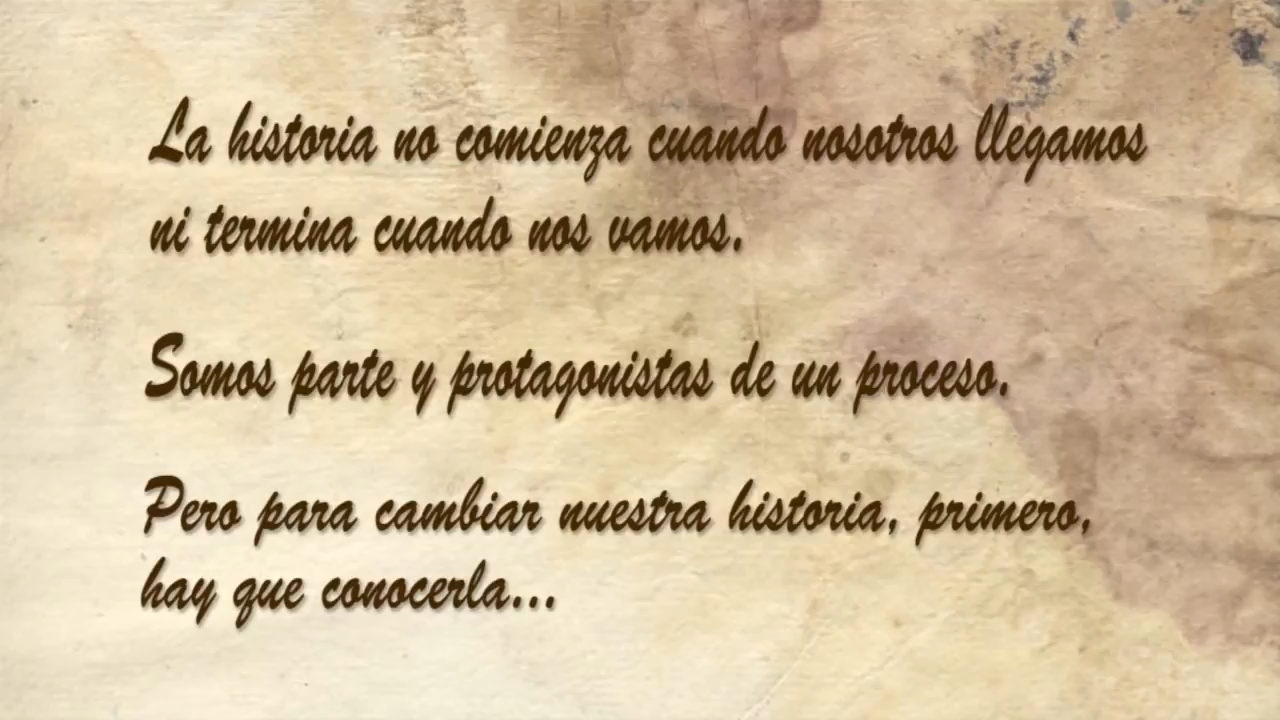 La historia no comienza cuando nosotros llegamos
ni termina cuando nos vamos.
Somos parte y protagonistas de un proceso.
Pero para cambiar nuestra historia, primero,
hay que conocerla...